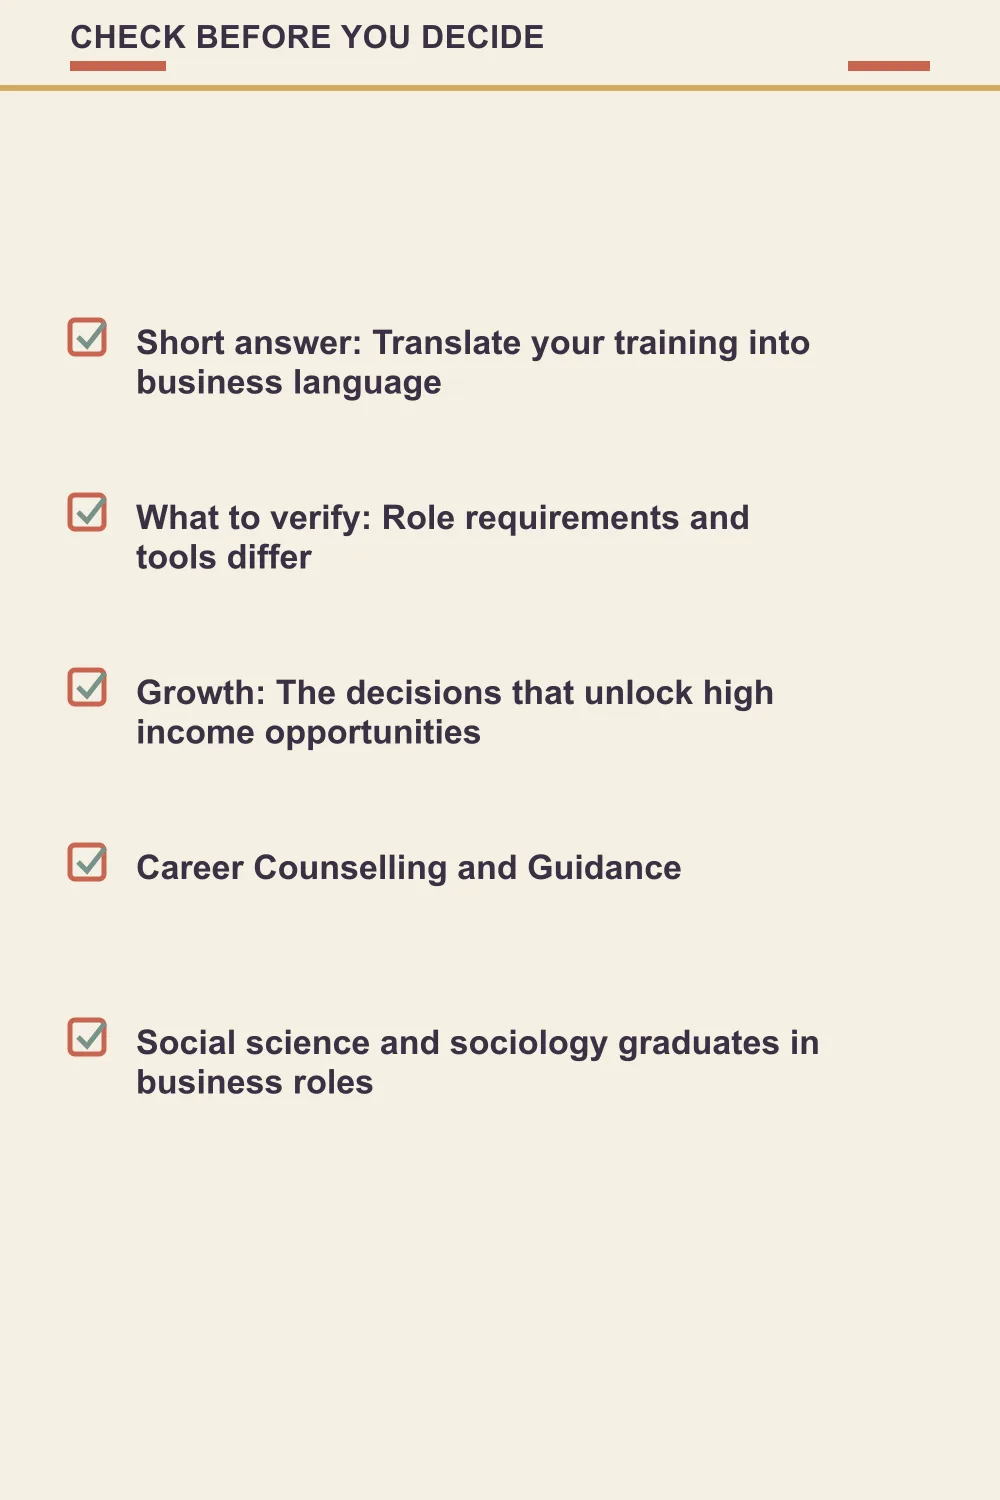 CHECK BEFORE YOU DECIDE
Short answer: Translate your training into
business language
What to verify: Role requirements and
tools differ
Growth: The decisions that unlock high
income opportunities
Career Counselling and Guidance
Social science and sociology graduates in
business roles